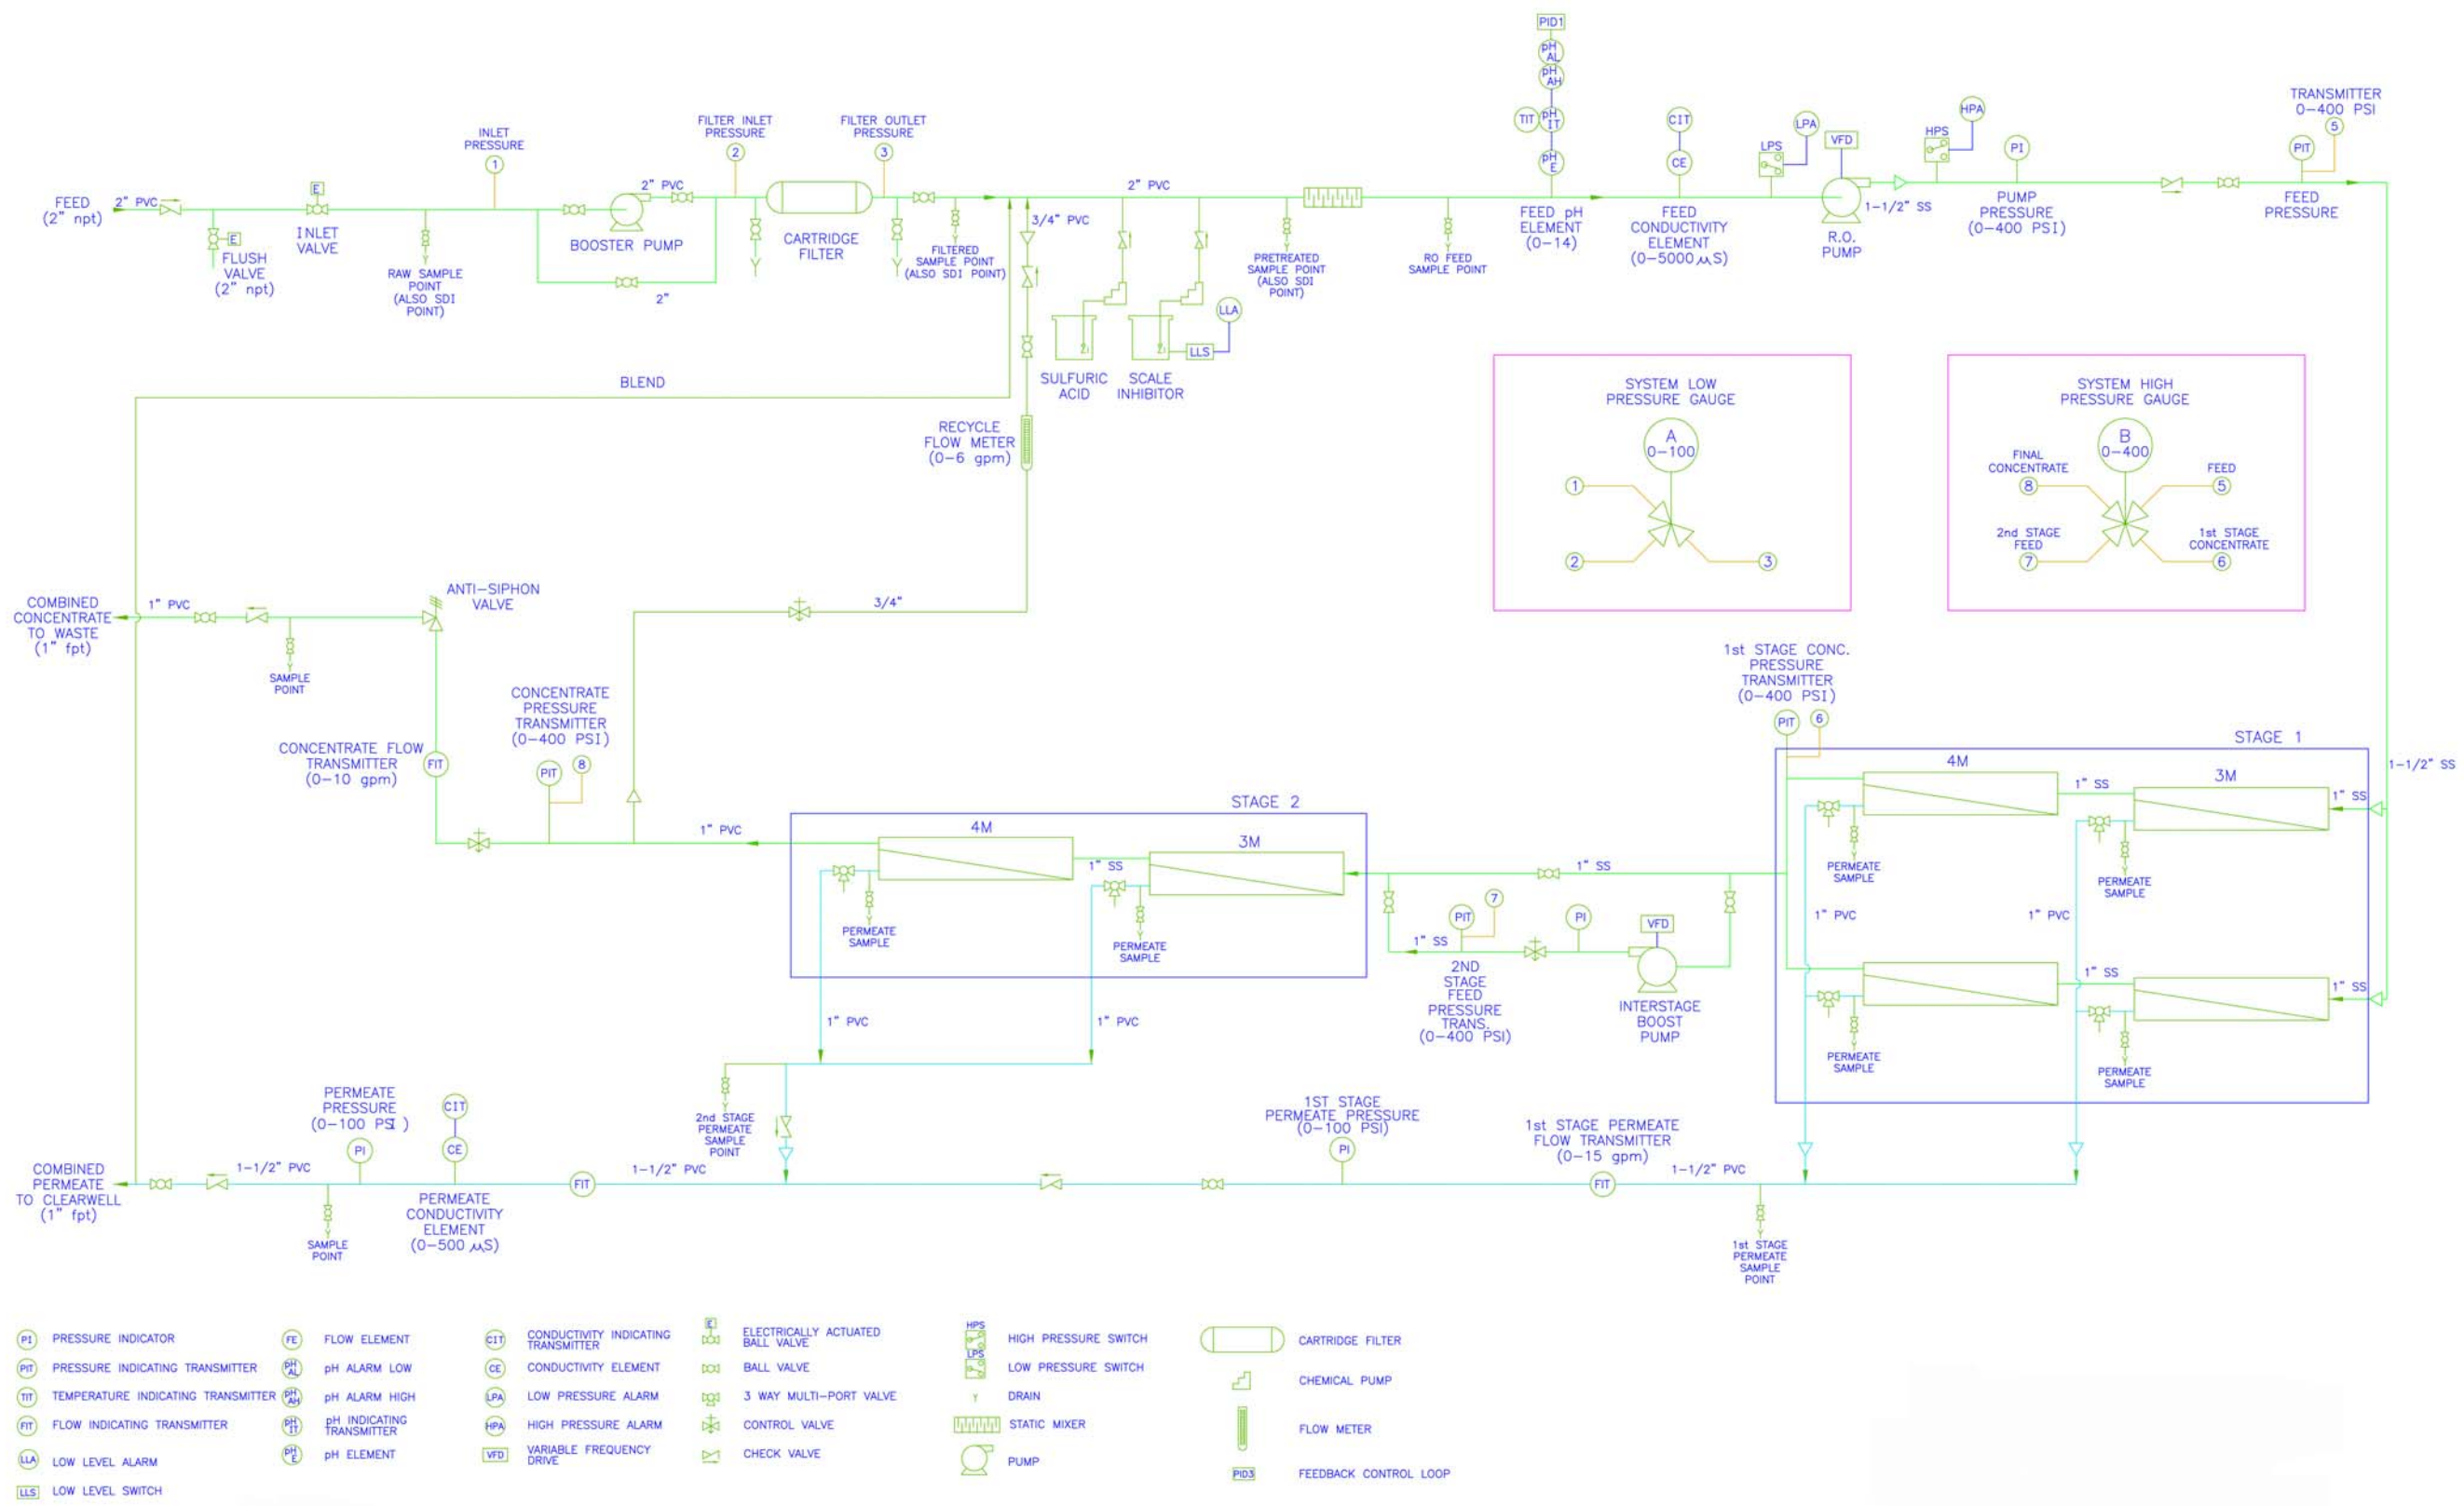 PID1
pH
AL
pH
AH
TIT
pH
IT
pH
E
CIT
CE
LPA
LPS
VFD
HPA
HPS
PI
TRANSMITTER
0-400 PSI
5
PIT
FEED
(2" npt)
2" PVC
E
FLUSH
VALVE
(2" npt)
E
INLET
VALVE
RAW SAMPLE
POINT
(ALSO SDI
POINT)
INLET
PRESSURE
1
BOOSTER PUMP
2" PVC
2"
FILTER INLET
PRESSURE
2
CARTRIDGE
FILTER
FILTER OUTLET
PRESSURE
3
FILTERED
SAMPLE POINT
(ALSO SDI POINT)
3/4" PVC
2" PVC
PRETREATED
SAMPLE POINT
(ALSO SDI
POINT)
RO FEED
SAMPLE POINT
FEED pH
ELEMENT
(0-14)
FEED
CONDUCTIVITY
ELEMENT
(0-5000 µS)
R.O.
PUMP
1-1/2" SS
PUMP
PRESSURE
(0-400 PSI)
FEED
PRESSURE
LLA
LLS
SULFURIC
ACID
SCALE
INHIBITOR
BLEND
RECYCLE
FLOW METER
(0-6 gpm)
SYSTEM LOW
PRESSURE GAUGE
A
0-100
1
2
3
SYSTEM HIGH
PRESSURE GAUGE
B
0-400
FINAL
CONCENTRATE
8
FEED
5
2nd STAGE
FEED
7
1st STAGE
CONCENTRATE
6
COMBINED
CONCENTRATE
TO WASTE
(1" fpt)
1" PVC
SAMPLE
POINT
ANTI-SIPHON
VALVE
3/4"
CONCENTRATE FLOW
TRANSMITTER
(0-10 gpm)
FIT
CONCENTRATE
PRESSURE
TRANSMITTER
(0-400 PSI)
PIT
8
1" PVC
STAGE 2
4M
3M
1" SS
PERMEATE
SAMPLE
PERMEATE
SAMPLE
1" PVC
1" PVC
1" SS
PIT
7
PI
VFD
1" SS
2ND
STAGE
FEED
PRESSURE
TRANS.
(0-400 PSI)
INTERSTAGE
BOOST
PUMP
1st STAGE CONC.
PRESSURE
TRANSMITTER
(0-400 PSI)
PIT
6
STAGE 1
1-1/2" SS
4M
1" SS
3M
1" SS
PERMEATE
SAMPLE
PERMEATE
SAMPLE
1" PVC
1" PVC
1" SS
1" SS
PERMEATE
SAMPLE
PERMEATE
SAMPLE
2nd STAGE
PERMEATE
SAMPLE
POINT
COMBINED
PERMEATE
TO CLEARWELL
(1" fpt)
1-1/2" PVC
SAMPLE
POINT
PERMEATE
PRESSURE
(0-100 PSI )
PI
CIT
CE
PERMEATE
CONDUCTIVITY
ELEMENT
(0-500 µS)
FIT
1-1/2" PVC
1ST STAGE
PERMEATE PRESSURE
(0-100 PSI)
PI
1st STAGE PERMEATE
FLOW TRANSMITTER
(0-15 gpm)
FIT
1-1/2" PVC
1st STAGE
PERMEATE
SAMPLE
POINT
PI PRESSURE INDICATOR
PIT PRESSURE INDICATING TRANSMITTER
TIT TEMPERATURE INDICATING TRANSMITTER
FIT FLOW INDICATING TRANSMITTER
LLA LOW LEVEL ALARM
LLS LOW LEVEL SWITCH
FE FLOW ELEMENT
pH AL pH ALARM LOW
pH AH pH ALARM HIGH
pH IT pH INDICATING
TRANSMITTER
pH E pH ELEMENT
CIT CONDUCTIVITY INDICATING
TRANSMITTER
CE CONDUCTIVITY ELEMENT
LPA LOW PRESSURE ALARM
HPA HIGH PRESSURE ALARM
VFD VARIABLE FREQUENCY
DRIVE
E ELECTRICALLY ACTUATED
BALL VALVE
BALL VALVE
3 WAY MULTI-PORT VALVE
CONTROL VALVE
CHECK VALVE
HPS HIGH PRESSURE SWITCH
LPS LOW PRESSURE SWITCH
DRAIN
STATIC MIXER
PUMP
CARTRIDGE FILTER
CHEMICAL PUMP
FLOW METER
PID3 FEEDBACK CONTROL LOOP